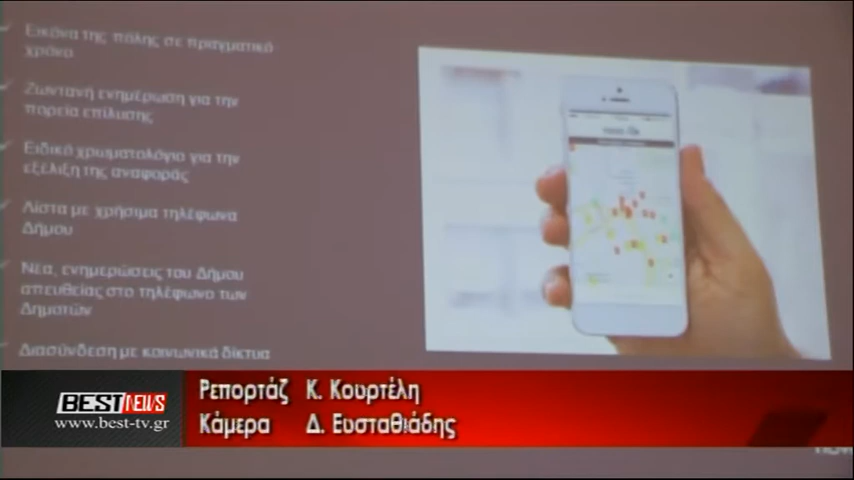 Εικόνα της πόλης σε πραγματικό
χρόνο
Ζωντανή ενημέρωση για την
πορεία επίλυσης
Ειδικό χρωματολόγιο για την
εξέλιξη της αναφοράς
Λίστα με χρήσιμα τηλέφωνα
Δήμου
Νέα, ενημερώσεις του Δήμου
απευθείας στο τηλέφωνο των
Δημοτών
Διασύνδεση με κοινωνικά δίκτυα
BEST NEWS
www.best-tv.gr
Ρεπορτάζ Κ. Κουρτέλη
Κάμερα Δ. Ευσταθιάδης